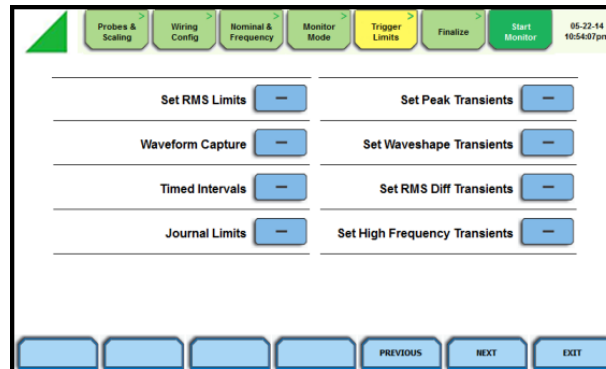 Probes & Scaling
Wiring Config
Nominal & Frequency
Monitor Mode
Trigger Limits
Finalize
Start Monitor
05-22-14
10:54:07pm
Set RMS Limits
Set Peak Transients
Waveform Capture
Set Waveshape Transients
Timed Intervals
Set RMS Diff Transients
Journal Limits
Set High Frequency Transients
PREVIOUS
NEXT
EXIT